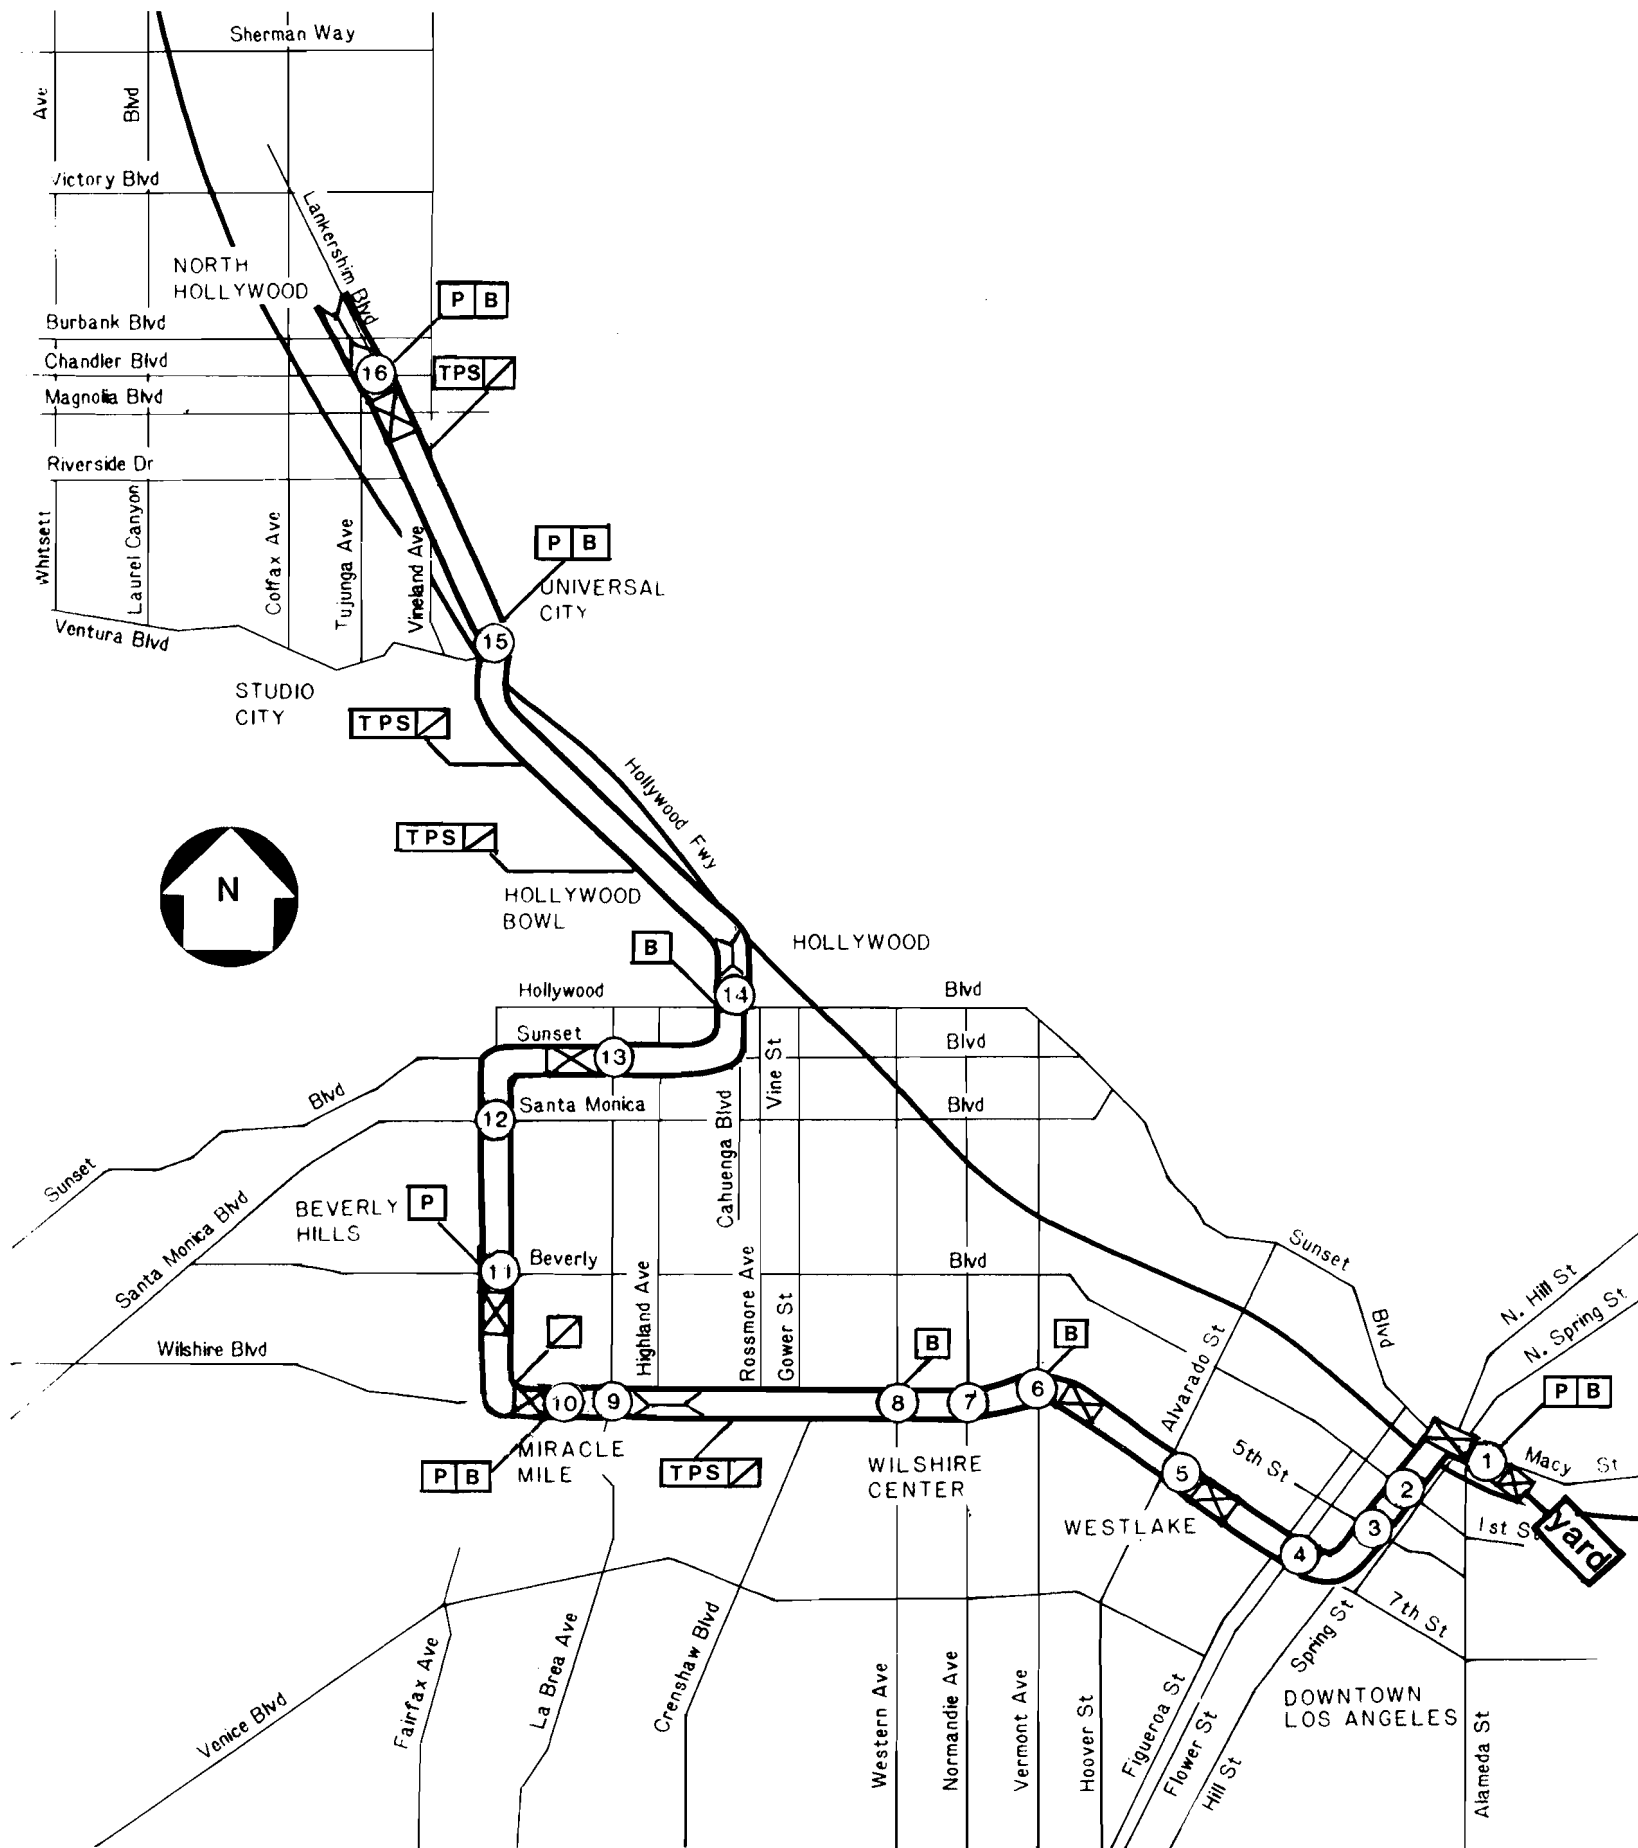 Sherman Way
Ave
Blvd
Victory Blvd
Lankershim Blvd
NORTH
HOLLYWOOD
P B
Burbank Blvd
Chandler Blvd
16
TPS
Magnolia Blvd
Riverside Dr
Whitsett
Laurel Canyon
Colfax Ave
Tujunga Ave
Vineland Ave
P B
UNIVERSAL
CITY
Ventura Blvd
15
STUDIO
CITY
TPS
Hollywood Fwy
TPS
N
HOLLYWOOD
BOWL
B
HOLLYWOOD
14
Hollywood
Blvd
Sunset
13
Blvd
Vine St
Blvd
12
Santa Monica
Blvd
Cahuenga Blvd
Sunset
Santa Monica Blvd
BEVERLY
HILLS
P
11
Beverly
Blvd
Highland Ave
Rossmore Ave
Gower St
Sunset
Blvd
N. Hill St
N. Spring St
Wilshire Blvd
B
B
Alvarado St
10
9
8
7
6
P B
MIRACLE
MILE
P B
TPS
WILSHIRE
CENTER
5th St
5
1
Macy St
2
WESTLAKE
3
1st St
yard
4
7th St
Spring St
Venice Blvd
Fairfax Ave
La Brea Ave
Crenshaw Blvd
Western Ave
Normandie Ave
Vermont Ave
Hoover St
Figueroa St
Flower St
Hill St
DOWNTOWN
LOS ANGELES
Alameda St